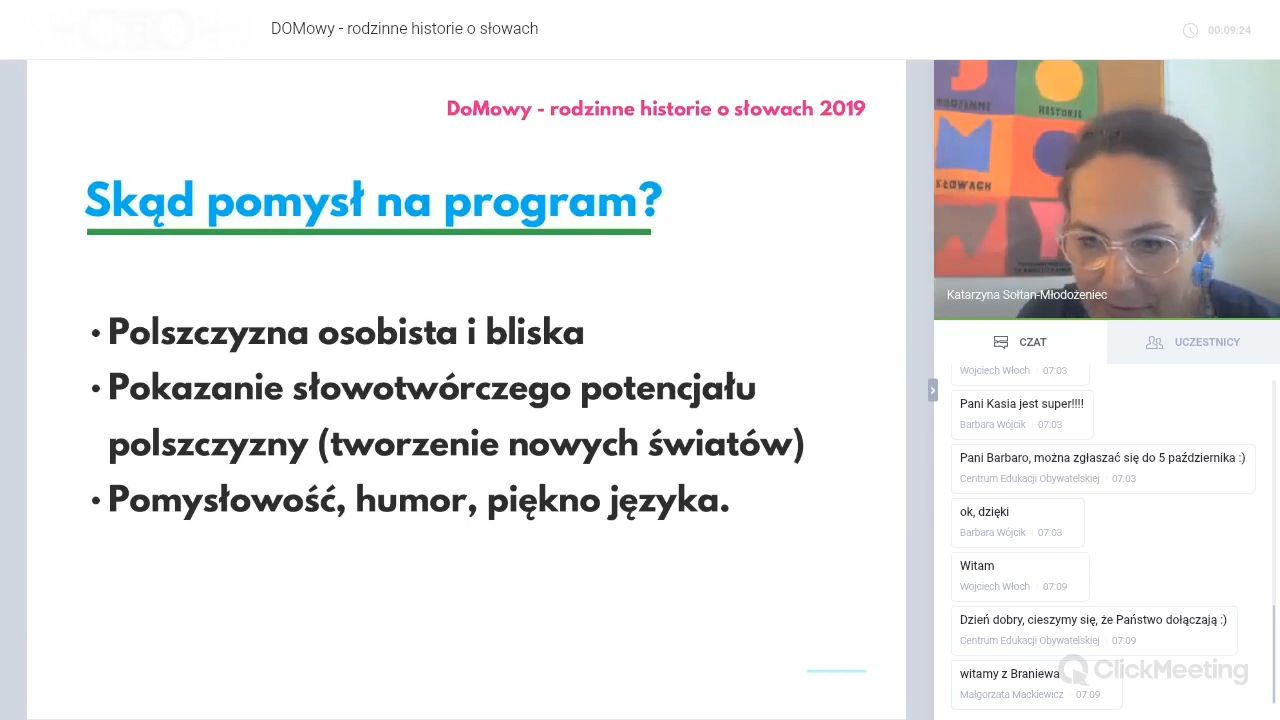 DOMowy - rodzinne historie o słowach
00:09:24
DoMowy - rodzinne historie o słowach 2019
Skąd pomysł na program?
• Polszczyzna osobista i bliska
• Pokazanie słowotwórczego potencjału
polszczyzny (tworzenie nowych światów)
• Pomysłowość, humor, piękno języka.
RODZINNE
HISTORIE
SŁOWACH
Katarzyna Sołtan-Młodożeniec
CZAT
UCZESTNICY
Wojciech Włoch 07:03
Pani Kasia jest super!!!!
Barbara Wójcik 07:03
Pani Barbaro, można zgłaszać się do 5 października :)
Centrum Edukacji Obywatelskiej 07:03
ok, dzięki
Barbara Wójcik 07:03
Witam
Wojciech Włoch 07:09
Dzień dobry, cieszymy się, że Państwo dołączają :)
Centrum Edukacji Obywatelskiej 07:09
witamy z Braniewa
Małgorzata Mackiewicz 07:09
ClickMeeting